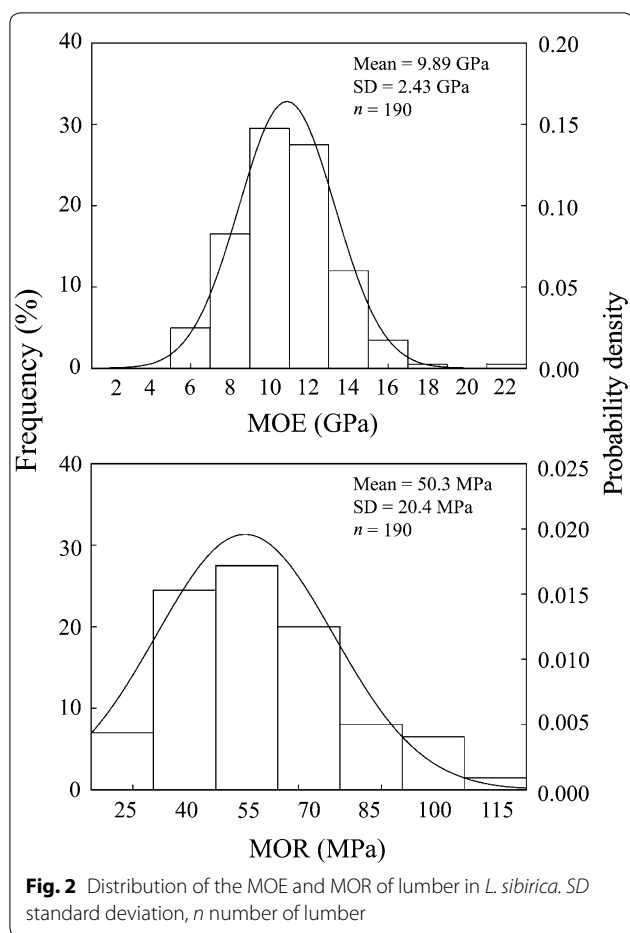 40
30
20
10
0
0.20
0.15
0.10
0.05
0.00
Mean = 9.89 GPa
SD = 2.43 GPa
n = 190
2 4 6 8 10 12 14 16 18 20 22
MOE (GPa)
Frequency (%)
Probability density
40
30
20
10
0
0.025
0.020
0.015
0.010
0.005
0.000
Mean = 50.3 MPa
SD = 20.4 MPa
n = 190
25 40 55 70 85 100 115
MOR (MPa)
Fig. 2 Distribution of the MOE and MOR of lumber in L. sibirica. SD
standard deviation, n number of lumber